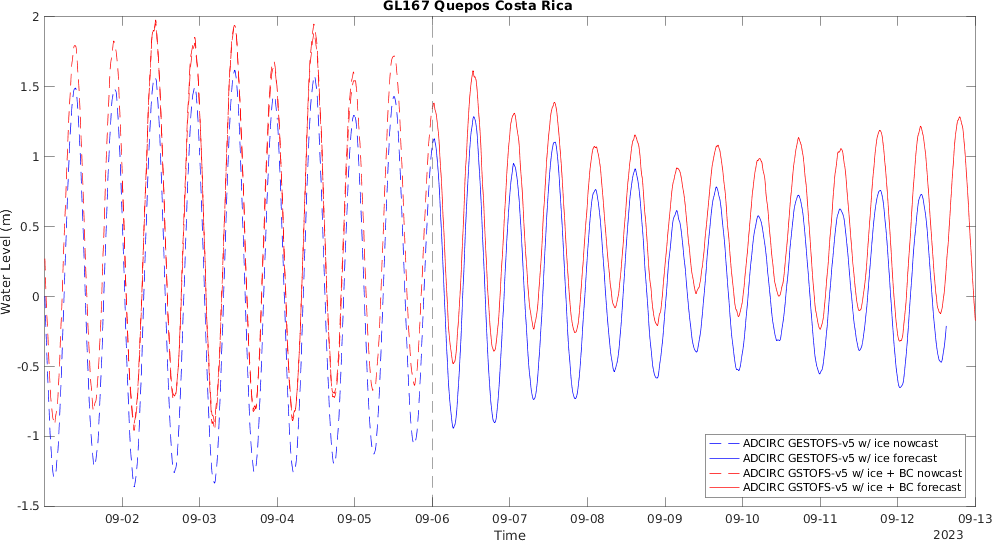 GL167 Quepos Costa Rica
2
1.5
1
0.5
0
-0.5
-1
-1.5
Water Level (m)
ADCIRC GESTOFS-v5 w/ ice nowcast
ADCIRC GESTOFS-v5 w/ ice forecast
ADCIRC GSTOFS-v5 w/ ice + BC nowcast
ADCIRC GSTOFS-v5 w/ ice + BC forecast
09-02 09-03 09-04 09-05 09-06 09-07 09-08 09-09 09-10 09-11 09-12 09-13
Time
2023